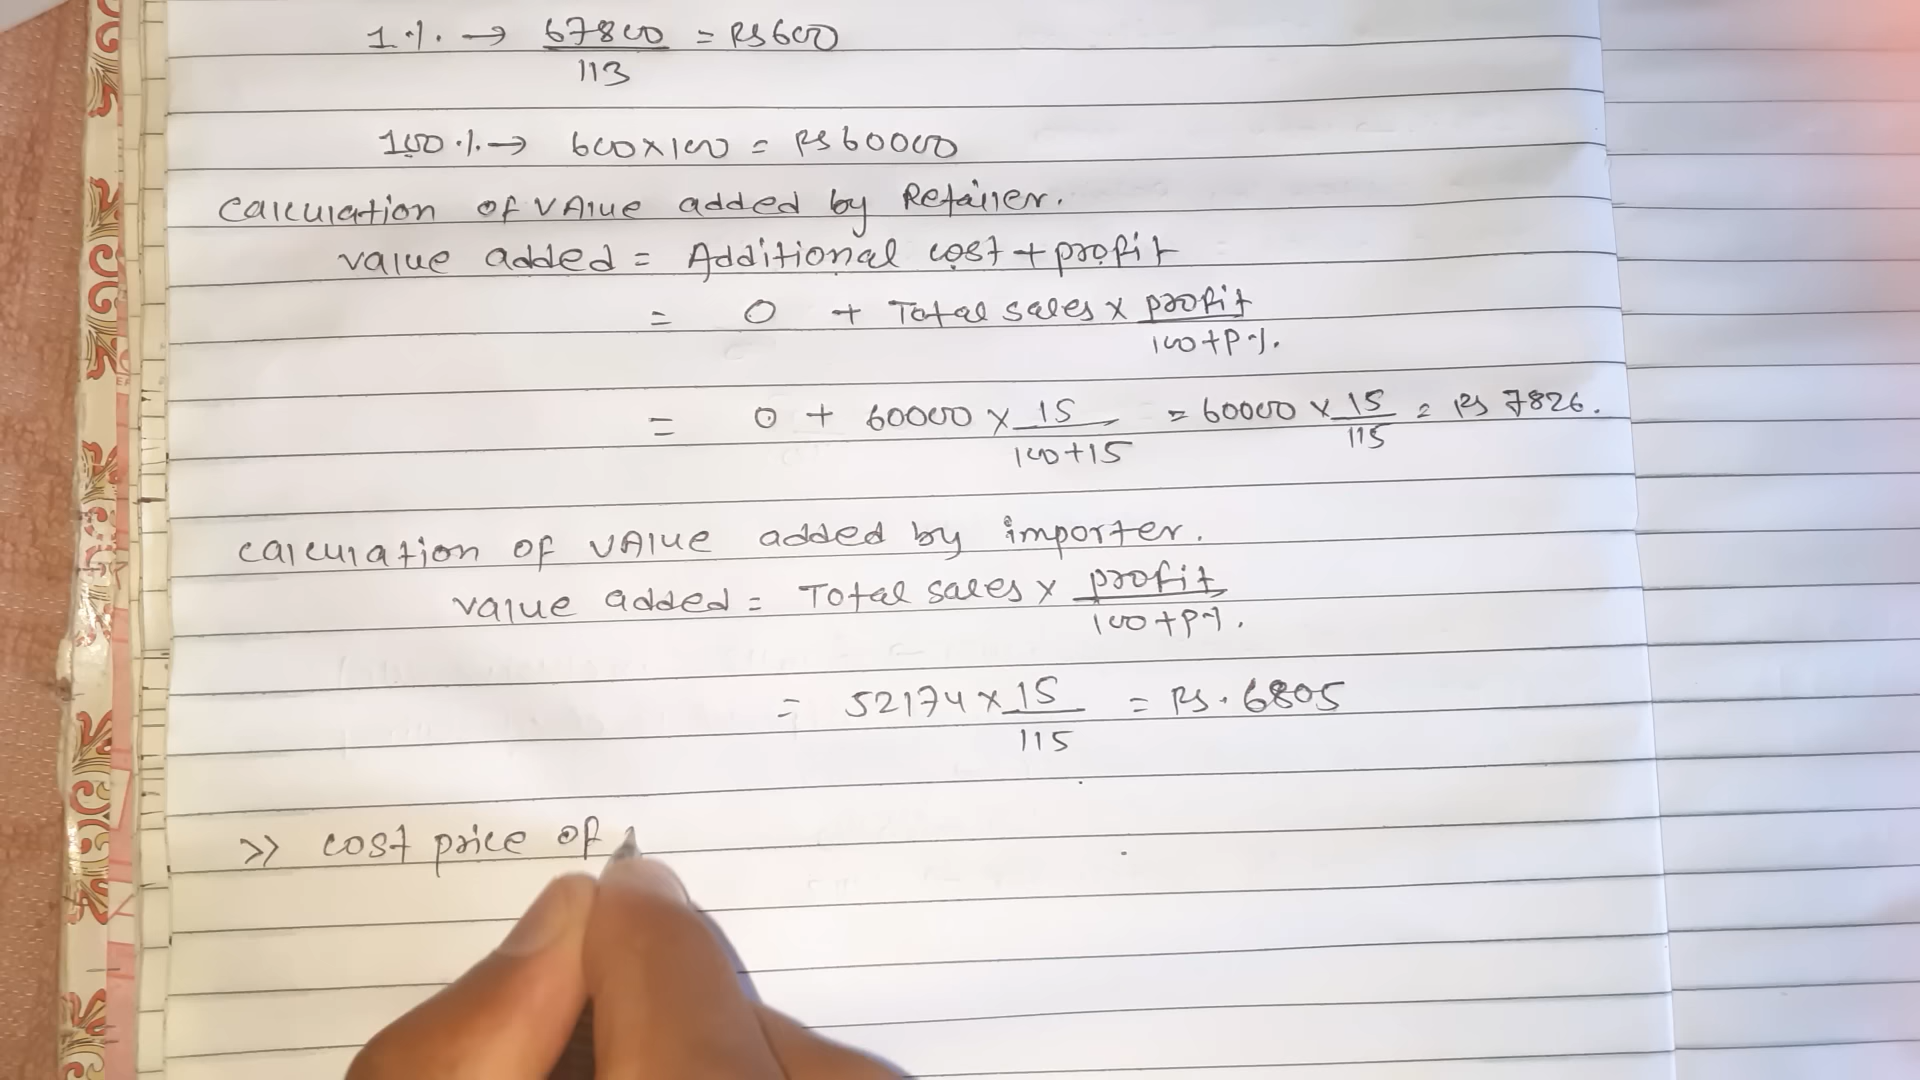 1% → 67800 = Rs 600
113
100% → 600×100 = Rs 60000
calculation of value added by Retailer.
value added = Additional cost + profit
= 0 + Total sales × profit
100+P%.
= 0 + 60000 × 15 = 60000 × 15 = Rs 7826.
100+15 115
calculation of value added by importer.
value added = Total sales × profit
100+P%.
= 52174 × 15 = Rs. 6805
115
>> cost price of